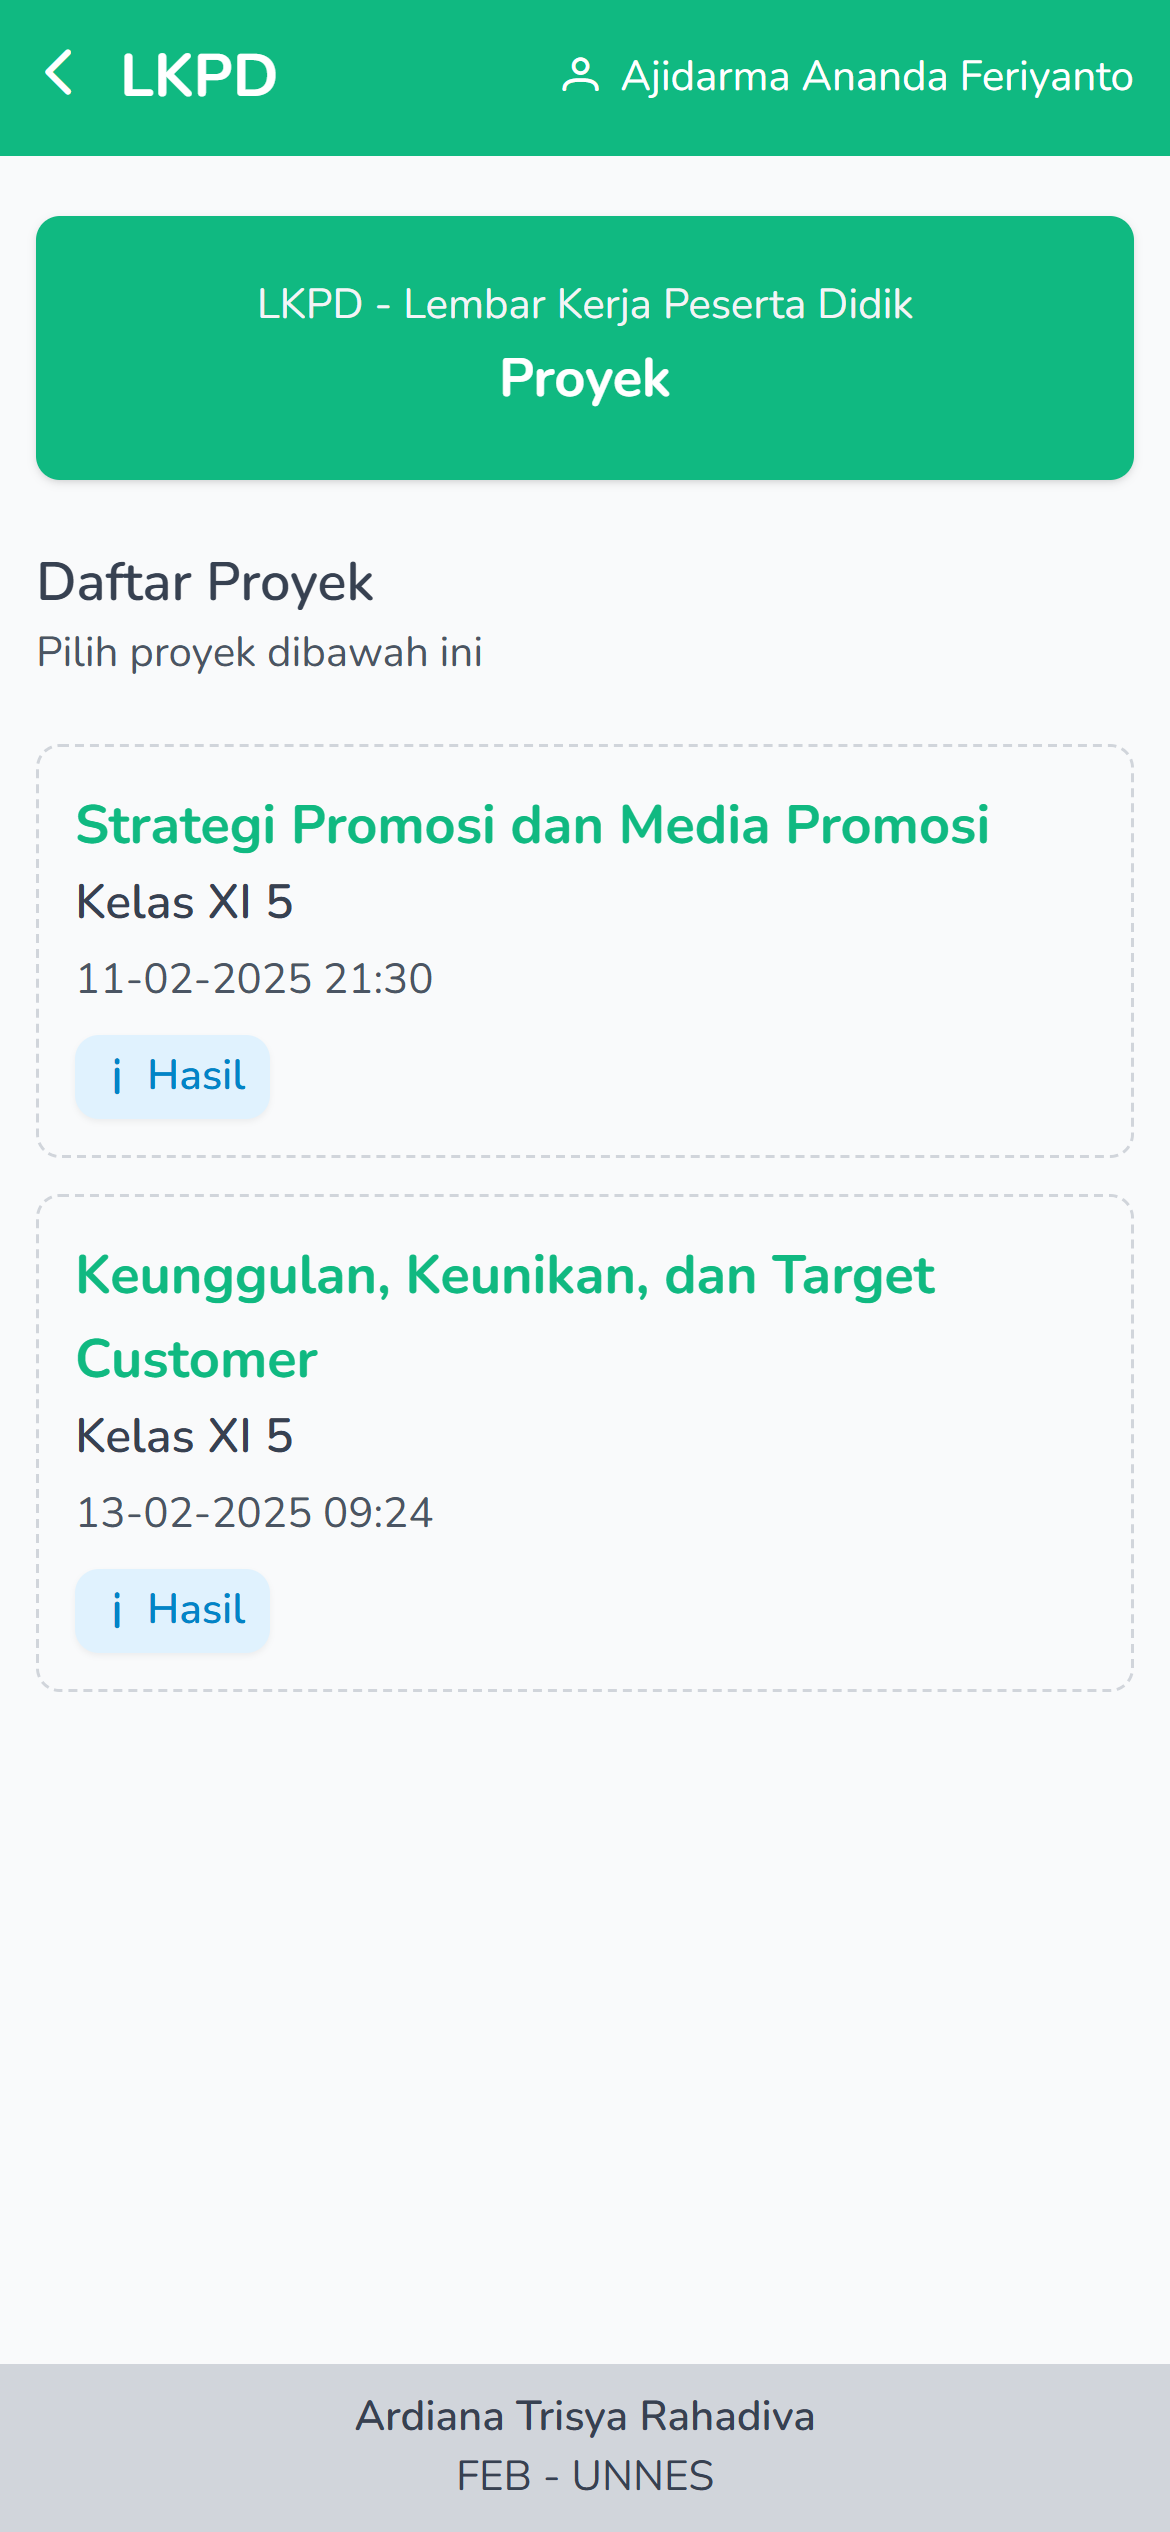 LKPD
Ajidarma Ananda Feriyanto
LKPD - Lembar Kerja Peserta Didik
Proyek
Daftar Proyek
Pilih proyek dibawah ini
Strategi Promosi dan Media Promosi
Kelas XI 5
11-02-2025 21:30
i Hasil
Keunggulan, Keunikan, dan Target
Customer
Kelas XI 5
13-02-2025 09:24
i Hasil
Ardiana Trisya Rahadiva
FEB - UNNES